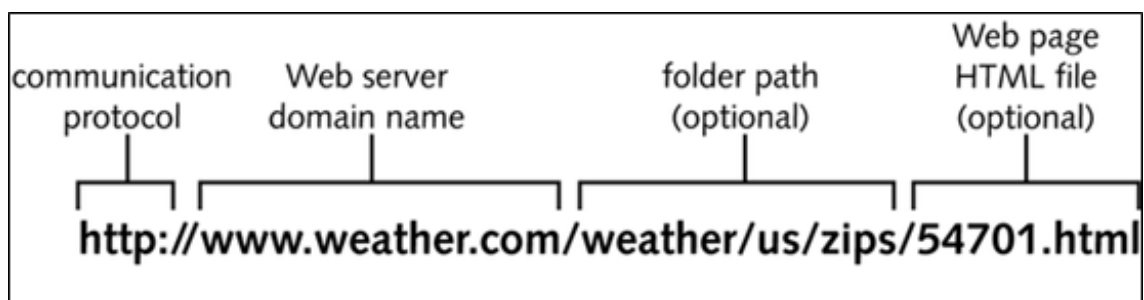 communication
protocol
Web server
domain name
folder path
(optional)
Web page
HTML file
(optional)
http://www.weather.com/weather/us/zips/54701.html